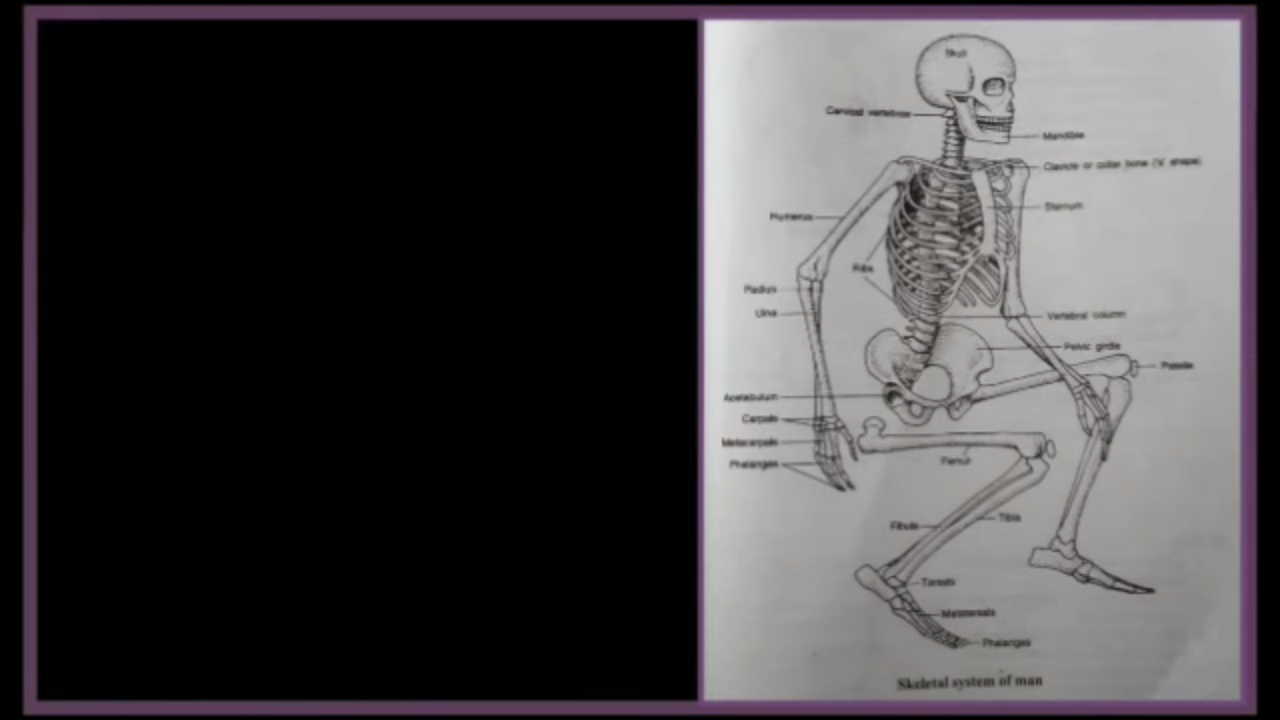 Skull
Cervical vertebrae
Mandible
Clavicle or collar bone ('s' shape)
Sternum
Humerus
Ribs
Radius
Ulna
Vertebral column
Pelvic girdle
Patella
Acetabulum
Carpals
Metacarpals
Phalanges
Femur
Fibula
Tibia
Tarsals
Metatarsals
Phalanges
Skeletal system of man